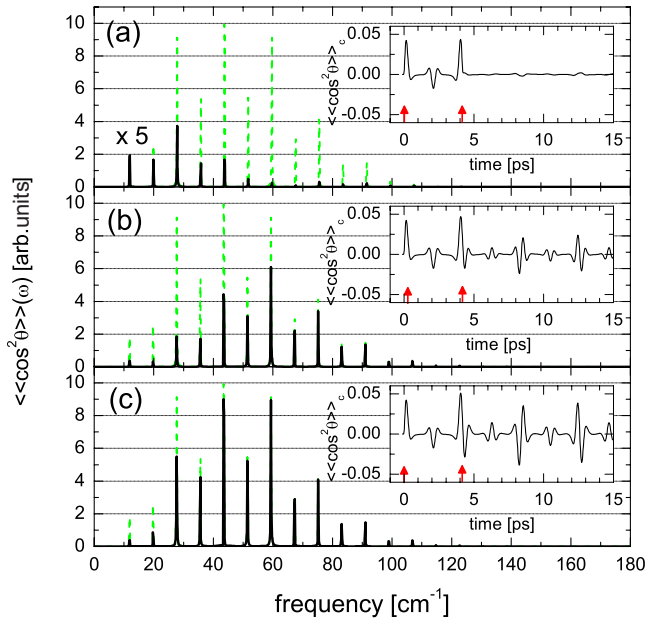 (a)
x 5
10
8
6
4
2
0
<<cos²θ>>c
0.05
0.00
-0.05
0 5 10 15
time [ps]
(b)
10
8
6
4
2
0
<<cos²θ>>c
0.05
0.00
-0.05
0 5 10 15
time [ps]
(c)
10
8
6
4
2
0
<<cos²θ>>c
0.05
0.00
-0.05
0 5 10 15
time [ps]
<<cos²θ>>(ω) [arb.units]
0 20 40 60 80 100 120 140 160 180
frequency [cm⁻¹]